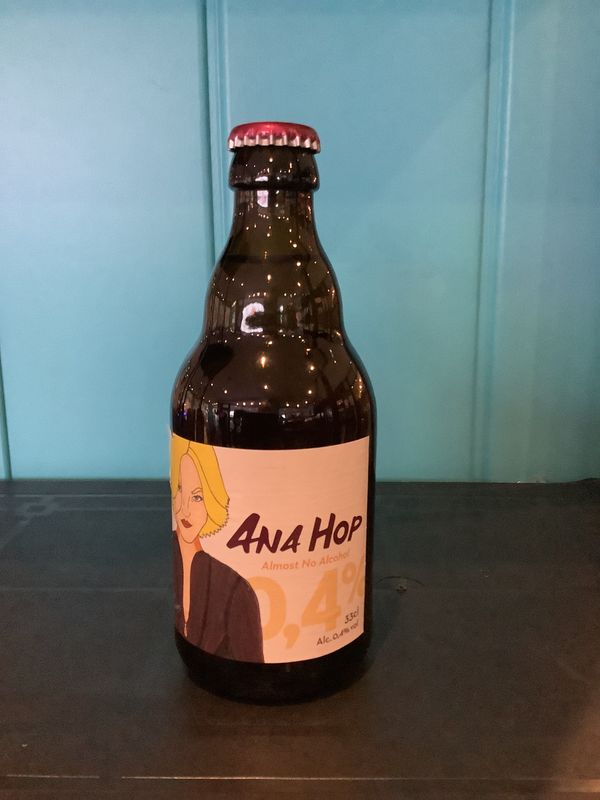 ANA HOP
Almost No Alcohol
0,4%
33cl
Alc. 0.4% vol